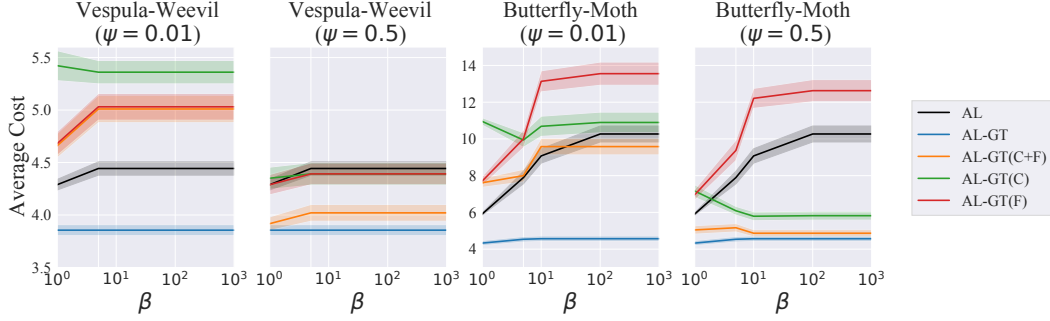 Vespula-Weevil
(ψ = 0.01)
Vespula-Weevil
(ψ = 0.5)
Butterfly-Moth
(ψ = 0.01)
Butterfly-Moth
(ψ = 0.5)
Average Cost
5.5
5.0
4.5
4.0
3.5
14
12
10
8
6
4
10⁰ 10¹ 10² 10³
10⁰ 10¹ 10² 10³
10⁰ 10¹ 10² 10³
10⁰ 10¹ 10² 10³
β β β β
AL
AL-GT
AL-GT(C+F)
AL-GT(C)
AL-GT(F)